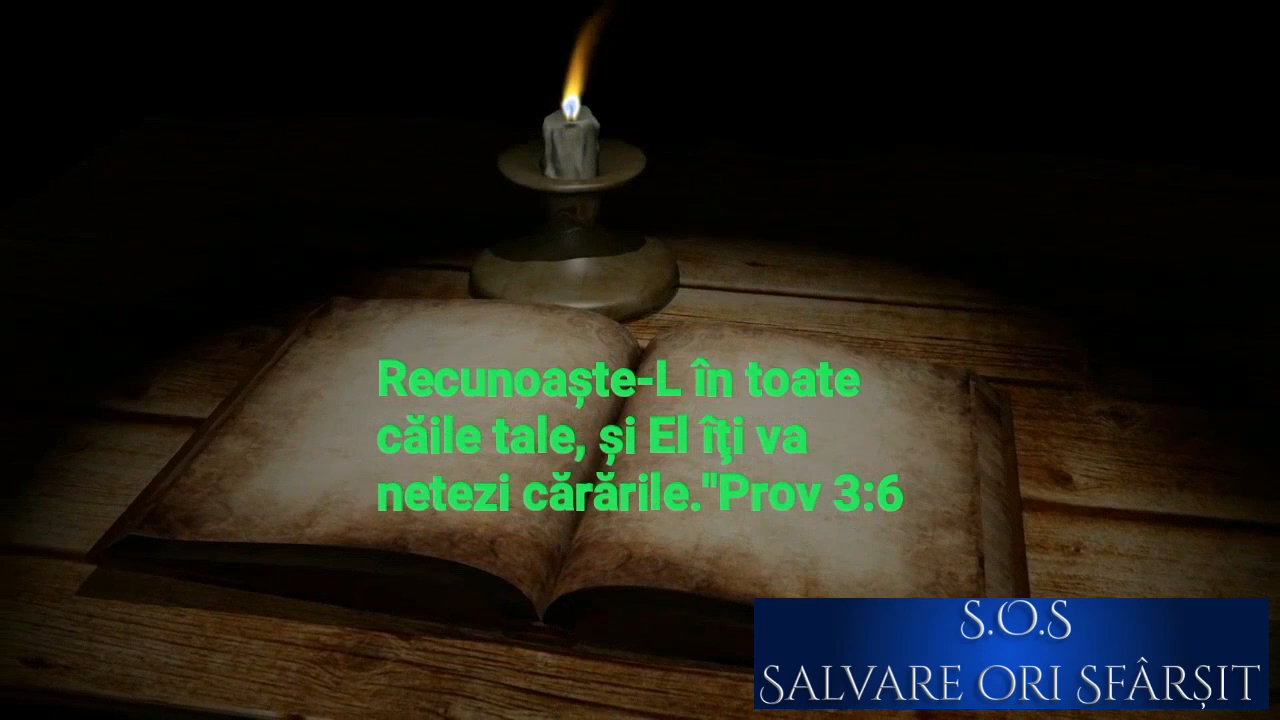 Recunoaște-L în toate
căile tale, și El îţi va
netezi cărările."Prov 3:6
S.O.S
SALVARE ORI SFÂRȘIT